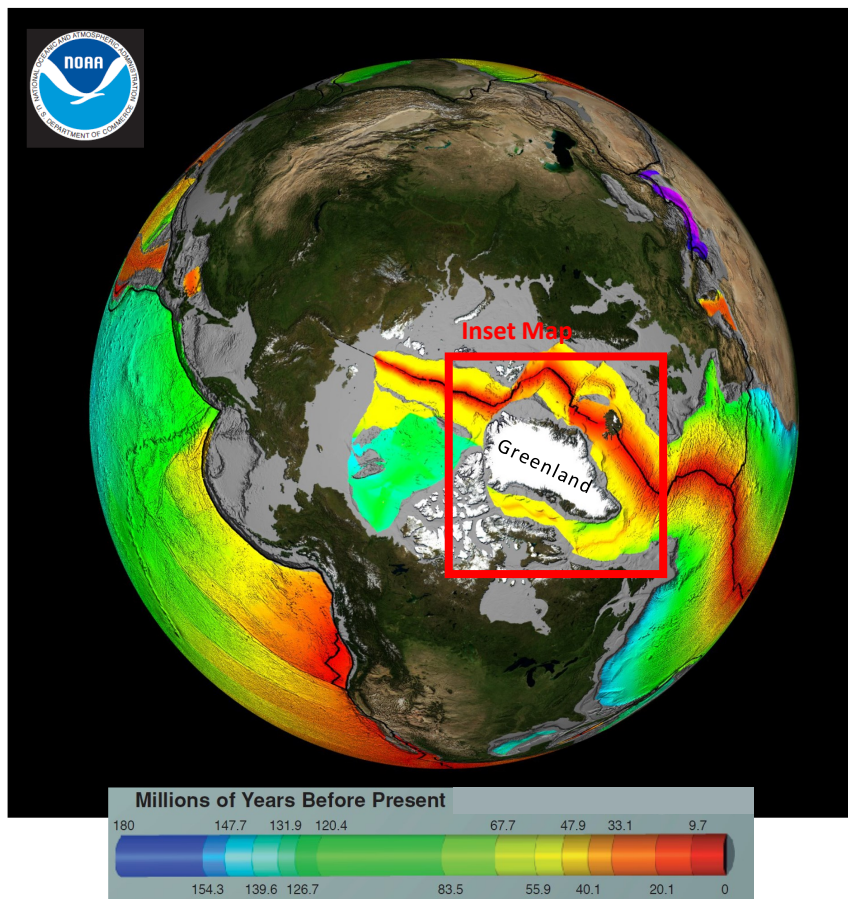 NATIONAL OCEANIC AND ATMOSPHERIC ADMINISTRATION
NOAA
U.S. DEPARTMENT OF COMMERCE
Inset Map
Greenland
Millions of Years Before Present
180 147.7 131.9 120.4 67.7 47.9 33.1 9.7
154.3 139.6 126.7 83.5 55.9 40.1 20.1 0